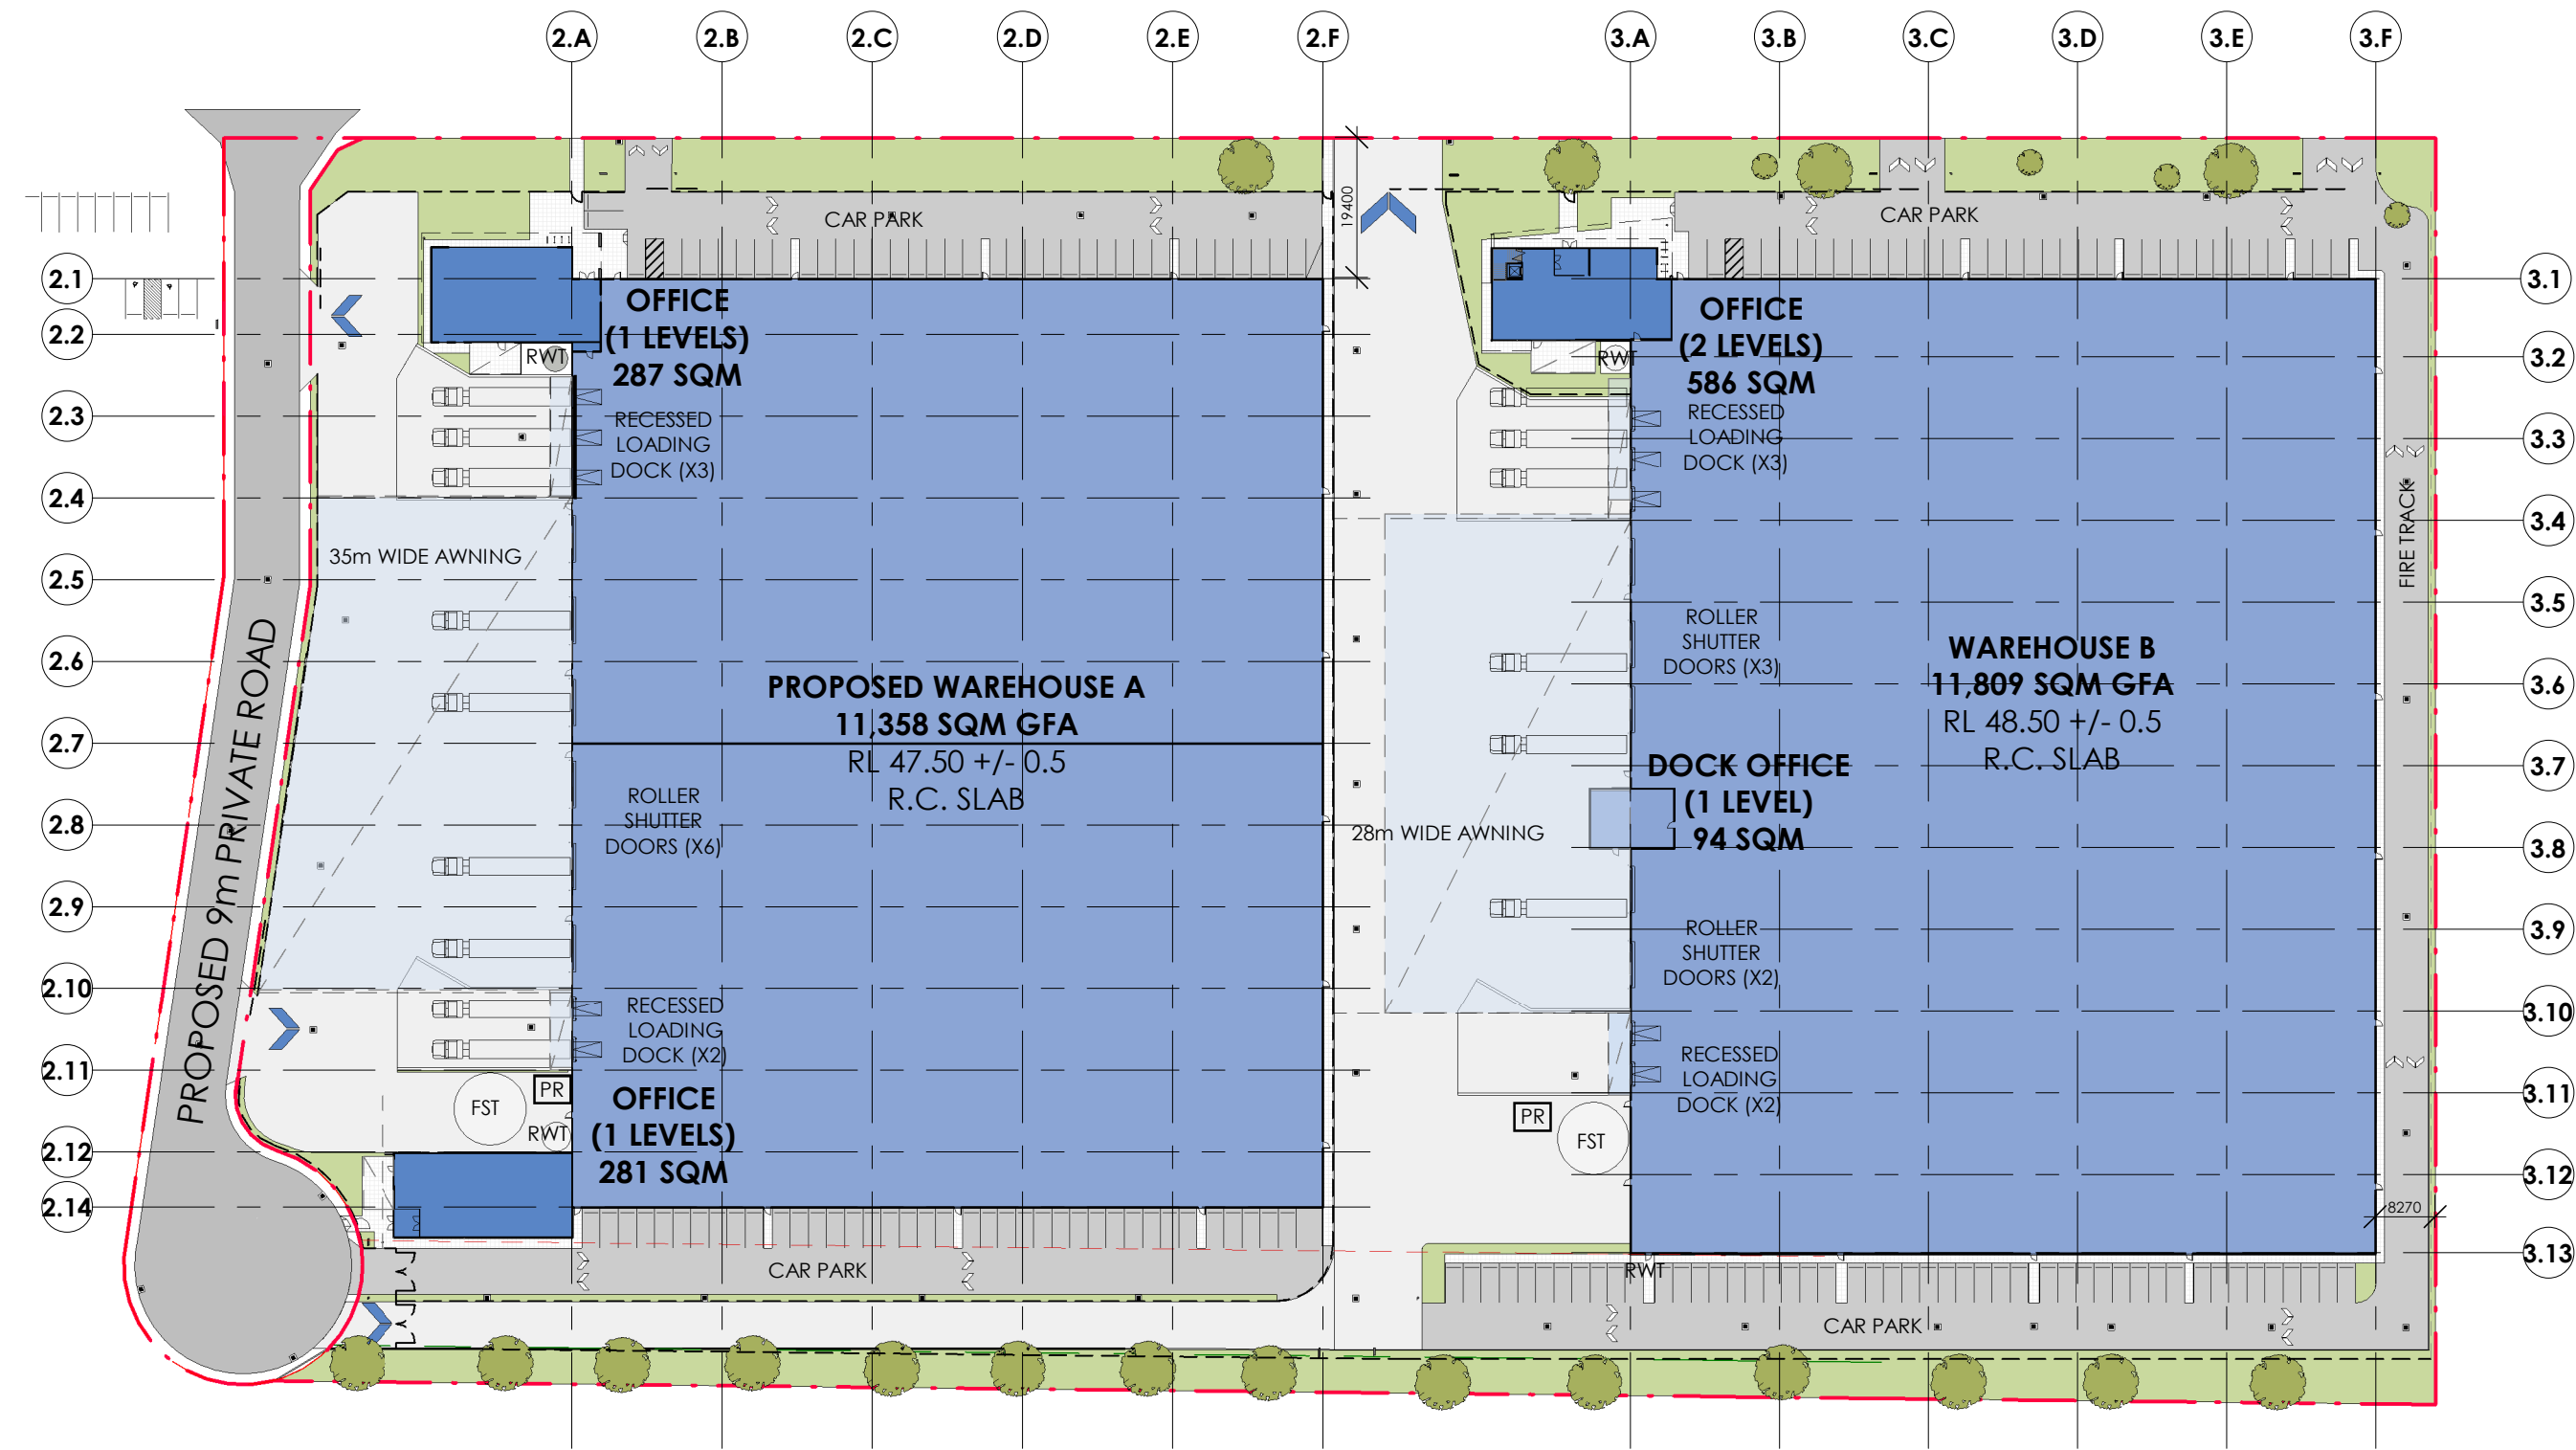 2.A 2.B 2.C 2.D 2.E 2.F 3.A 3.B 3.C 3.D 3.E 3.F
19400
CAR PARK
CAR PARK
2.1
2.2
2.3
2.4
2.5
2.6
2.7
2.8
2.9
2.10
2.11
2.12
2.14
PROPOSED 9m PRIVATE ROAD
35m WIDE AWNING
RWT
OFFICE
(1 LEVELS)
287 SQM
RECESSED
LOADING
DOCK (X3)
PROPOSED WAREHOUSE A
11,358 SQM GFA
RL 47.50 +/- 0.5
R.C. SLAB
ROLLER
SHUTTER
DOORS (X6)
RECESSED
LOADING
DOCK (X2)
PR
FST
RWT
OFFICE
(1 LEVELS)
281 SQM
CAR PARK
RWT
OFFICE
(2 LEVELS)
586 SQM
RECESSED
LOADING
DOCK (X3)
ROLLER
SHUTTER
DOORS (X3)
WAREHOUSE B
11,809 SQM GFA
RL 48.50 +/- 0.5
R.C. SLAB
DOCK OFFICE
(1 LEVEL)
94 SQM
28m WIDE AWNING
ROLLER
SHUTTER
DOORS (X2)
RECESSED
LOADING
DOCK (X2)
PR
FST
RWT
CAR PARK
FIRE TRACK
8270
3.1
3.2
3.3
3.4
3.5
3.6
3.7
3.8
3.9
3.10
3.11
3.12
3.13